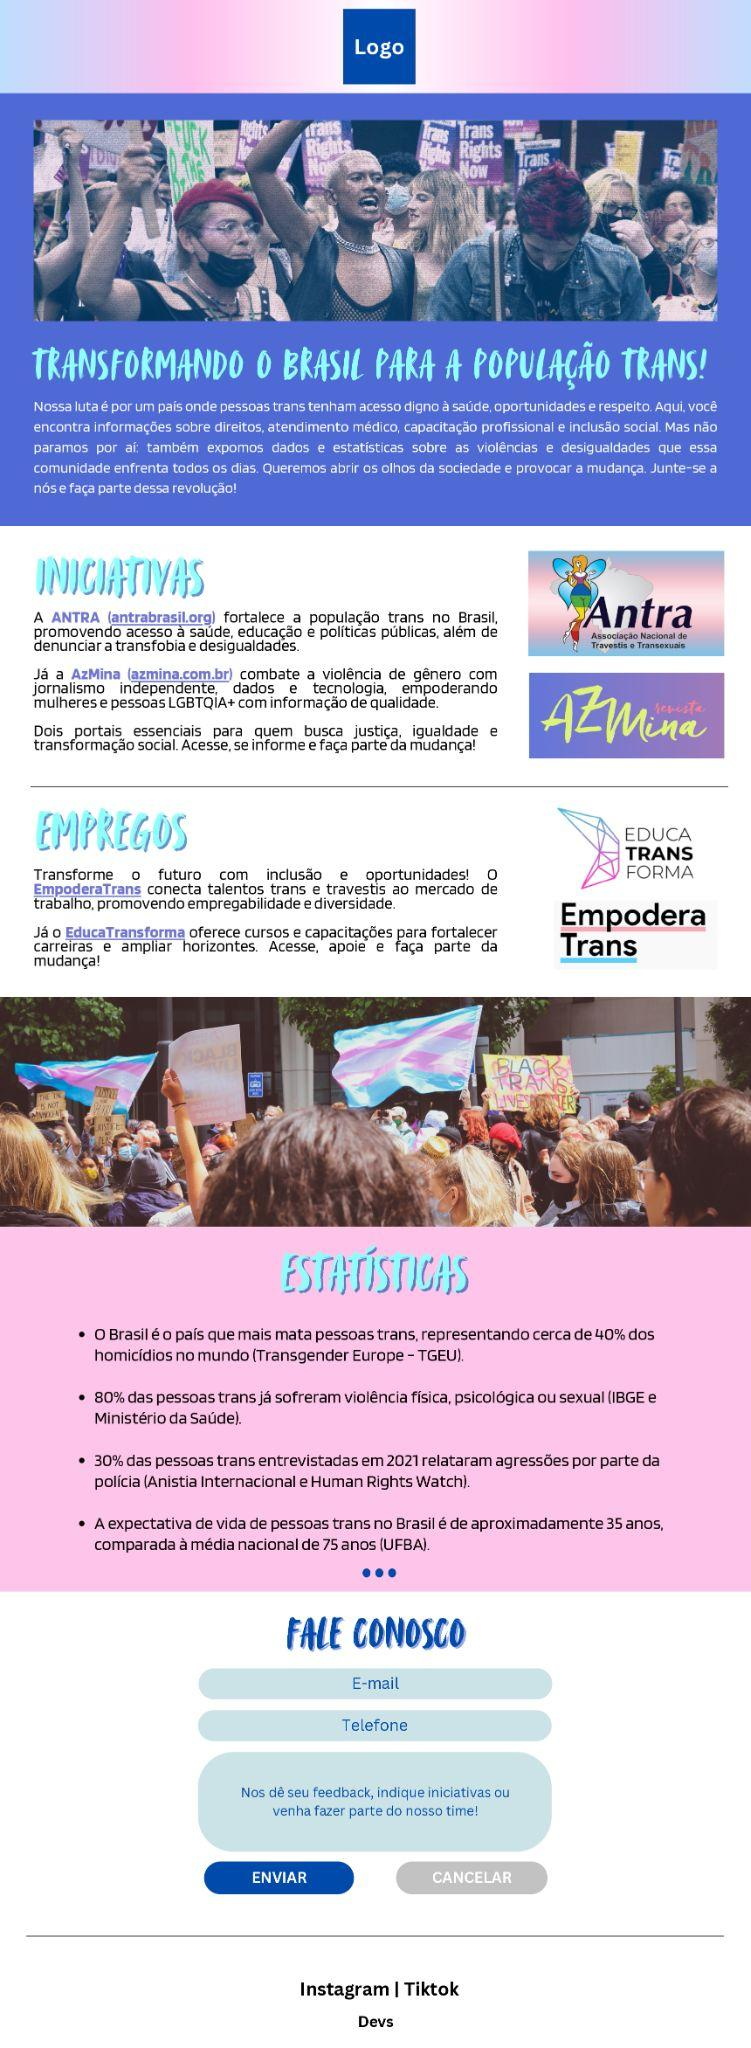 Logo
Trans
Rights
Now
Trans
Rights
Now
Trans
TRANSFORMANDO O BRASIL PARA A POPULAÇÃO TRANS!
Nossa luta é por um país onde pessoas trans tenham acesso digno à saúde, oportunidades e respeito. Aqui, você
encontra informações sobre direitos, atendimento médico, capacitação profissional e inclusão social. Mas não
paramos por aí: também expomos dados e estatísticas sobre as violências e desigualdades que essa
comunidade enfrenta todos os dias. Queremos abrir os olhos da sociedade e provocar a mudança. Junte-se a
nós e faça parte dessa revolução!
INICIATIVAS
A ANTRA (antrabrasil.org) fortalece a população trans no Brasil,
promovendo acesso à saúde, educação e políticas públicas, além de
denunciar a transfobia e desigualdades.
Já a AzMina (azmina.com.br) combate a violência de gênero com
jornalismo independente, dados e tecnologia, empoderando
mulheres e pessoas LGBTQIA+ com informação de qualidade.
Dois portais essenciais para quem busca justiça, igualdade e
transformação social. Acesse, se informe e faça parte da mudança!
Antra
Associação Nacional de
Travestis e Transexuais
revista
AZMina
EMPREGOS
Transforme o futuro com inclusão e oportunidades! O
EmpoderaTrans conecta talentos trans e travestis ao mercado de
trabalho, promovendo empregabilidade e diversidade.
Já o EducaTransforma oferece cursos e capacitações para fortalecer
carreiras e ampliar horizontes. Acesse, apoie e faça parte da
mudança!
EDUCA
TRANS
FORMA
Empodera
Trans
BLACK
TRANS
LIVES MATTER
ESTATÍSTICAS
• O Brasil é o país que mais mata pessoas trans, representando cerca de 40% dos
homicídios no mundo (Transgender Europe – TGEU).
• 80% das pessoas trans já sofreram violência física, psicológica ou sexual (IBGE e
Ministério da Saúde).
• 30% das pessoas trans entrevistadas em 2021 relataram agressões por parte da
polícia (Anistia Internacional e Human Rights Watch).
• A expectativa de vida de pessoas trans no Brasil é de aproximadamente 35 anos,
comparada à média nacional de 75 anos (UFBA).
FALE CONOSCO
E-mail
Telefone
Nos dê seu feedback, indique iniciativas ou
venha fazer parte do nosso time!
ENVIAR
CANCELAR
Instagram | Tiktok
Devs